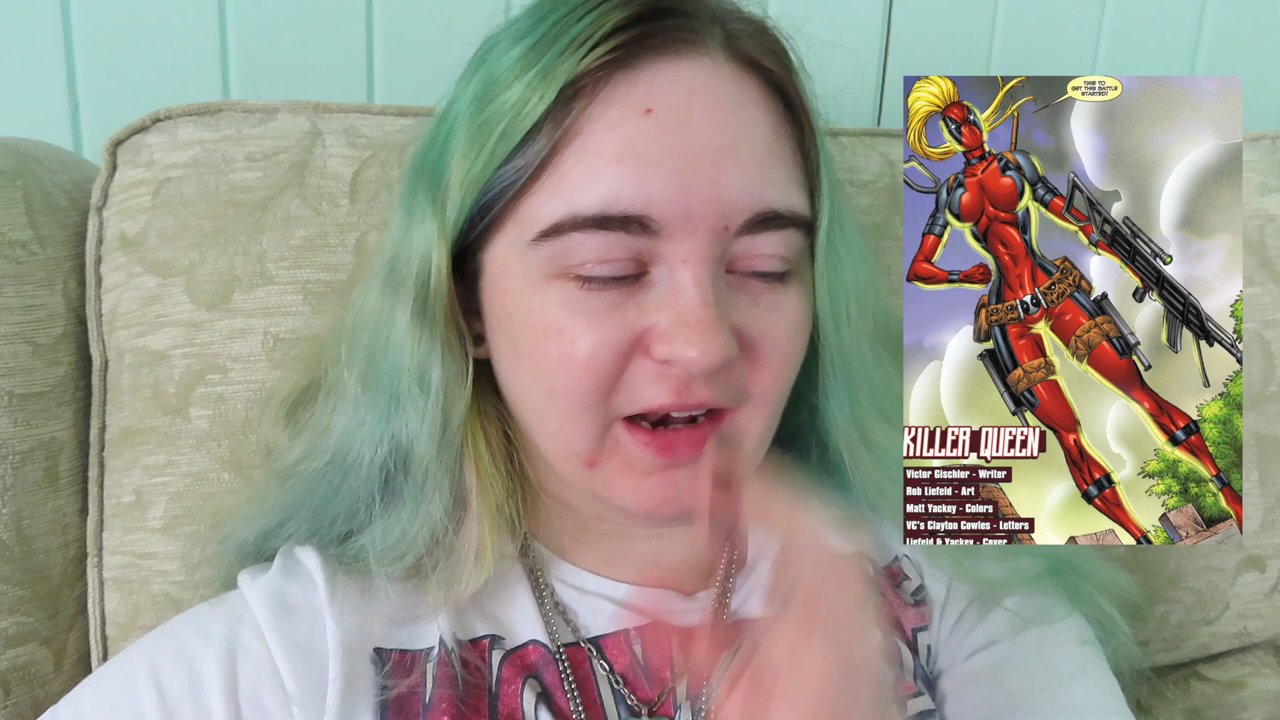 TIME TO
GET THIS BATTLE
STARTED!
KILLER QUEEN
Victor Gischler - Writer
Rob Liefeld - Art
Matt Yackey - Colors
VC's Clayton Cowles - Letters
Liefeld & Yackey - Cover